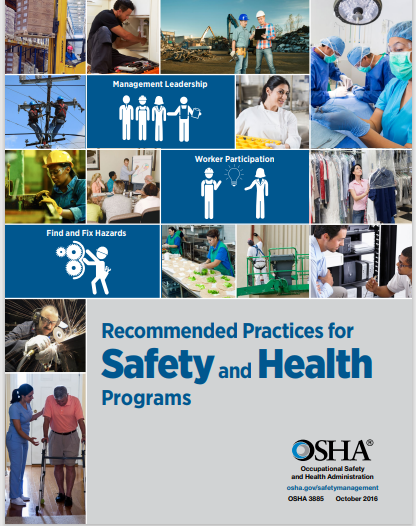 Management Leadership
Worker Participation
Find and Fix Hazards
Recommended Practices for
Safety and Health
Programs
OSHA®
Occupational Safety
and Health Administration
osha.gov/safetymanagement
OSHA 3885 October 2016